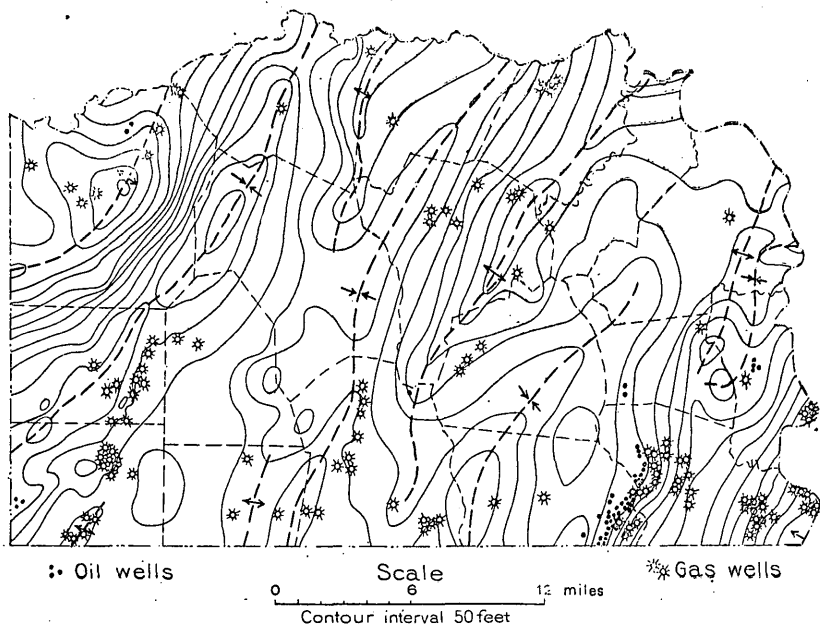 Oil wells
Scale
Gas wells
0 6 12 miles
Contour interval 50 feet